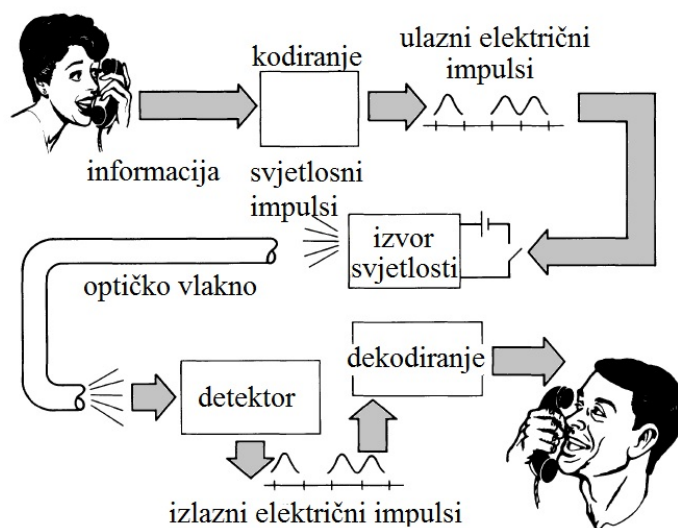 kodiranje
ulazni električni
impulsi
informacija
svjetlosni
impulsi
izvor
svjetlosti
optičko vlakno
dekodiranje
detektor
izlazni električni impulsi